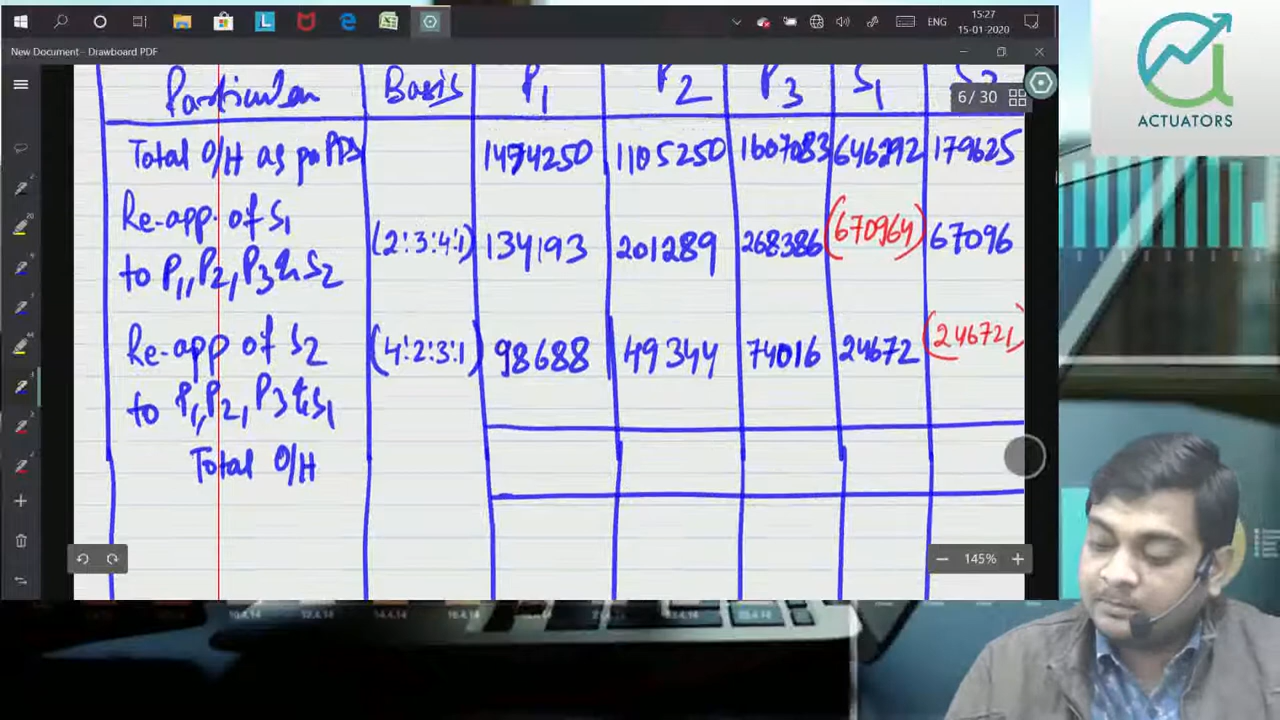 15:27
ENG
15-01-2020
New Document - Drawboard PDF
Particular Basis P1 P2 P3 S1 S2
6 / 30
ACTUATORS
Total O/H as per PDS 1474250 1105250 1607083 646292 179625
Re-app. of S1
to P1, P2, P3 & S2 (2:3:4:1) 134193 201289 268386 (670964) 67096
Re-app of S2
to P1, P2, P3 & S1 (4:2:3:1) 98688 49344 74016 24672 (246721)
Total O/H
145%